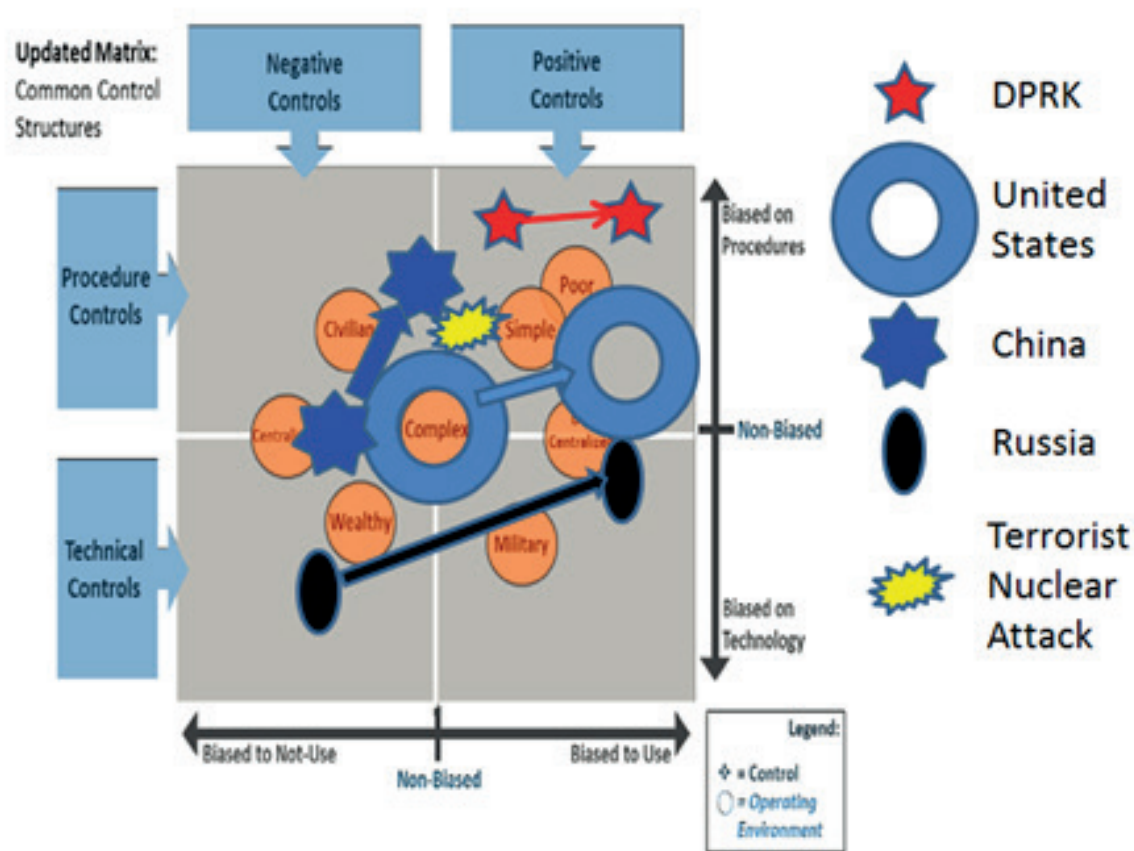 Updated Matrix:
Common Control
Structures
Negative
Controls
Positive
Controls
Procedure
Controls
Technical
Controls
Poor
Civilian
Simple
Complex
Wealthy
Military
Biased on
Procedures
Non-Biased
Biased on
Technology
Biased to Not-Use
Biased to Use
Non-Biased
Legend:
= Control
= Operating
Environment
DPRK
United
States
China
Russia
Terrorist
Nuclear
Attack